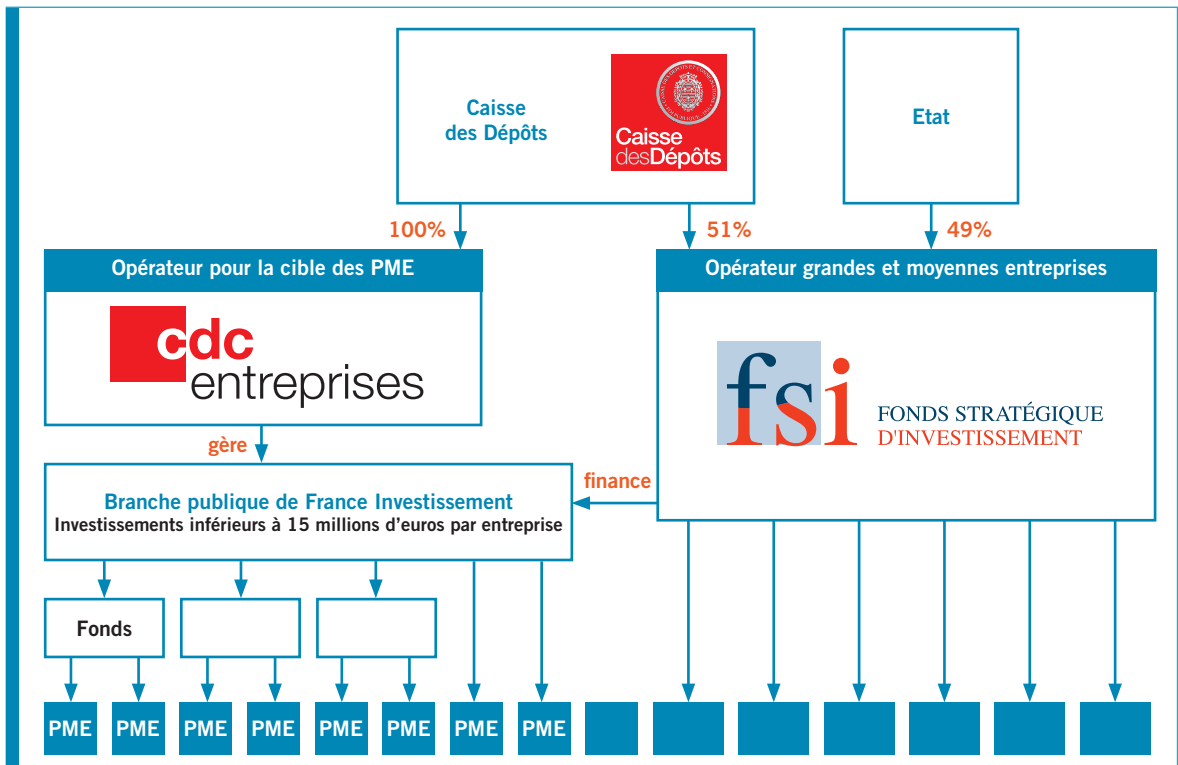 Caisse
des Dépôts
Caisse
desDépôts
Etat
100%
51%
49%
Opérateur pour la cible des PME
Opérateur grandes et moyennes entreprises
cdc
entreprises
fsi
FONDS STRATÉGIQUE
D'INVESTISSEMENT
gère
finance
Branche publique de France Investissement
Investissements inférieurs à 15 millions d’euros par entreprise
Fonds
PME PME PME PME PME PME PME PME